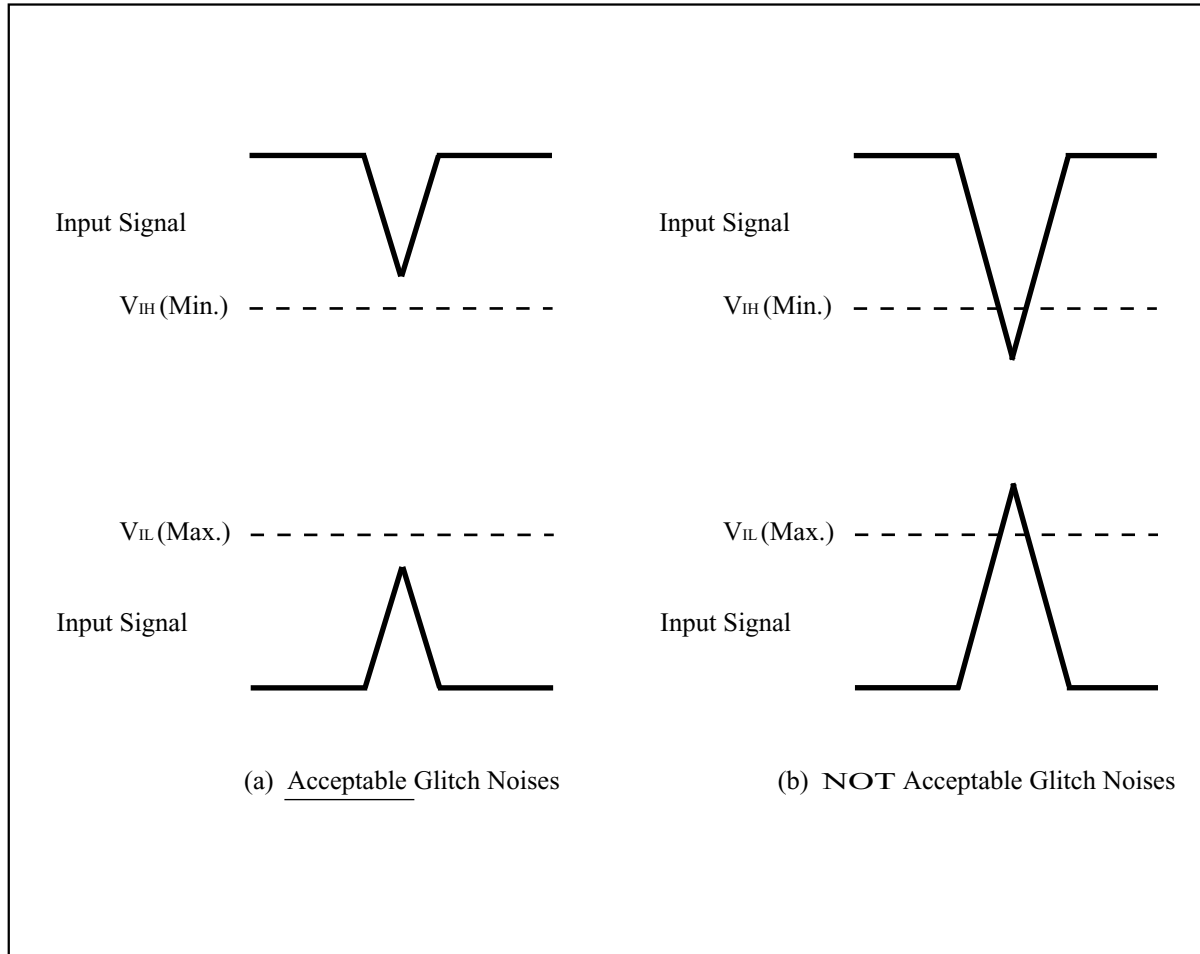 Input Signal
VIH (Min.)
VIL (Max.)
Input Signal
(a) Acceptable Glitch Noises
Input Signal
VIH (Min.)
VIL (Max.)
Input Signal
(b) NOT Acceptable Glitch Noises